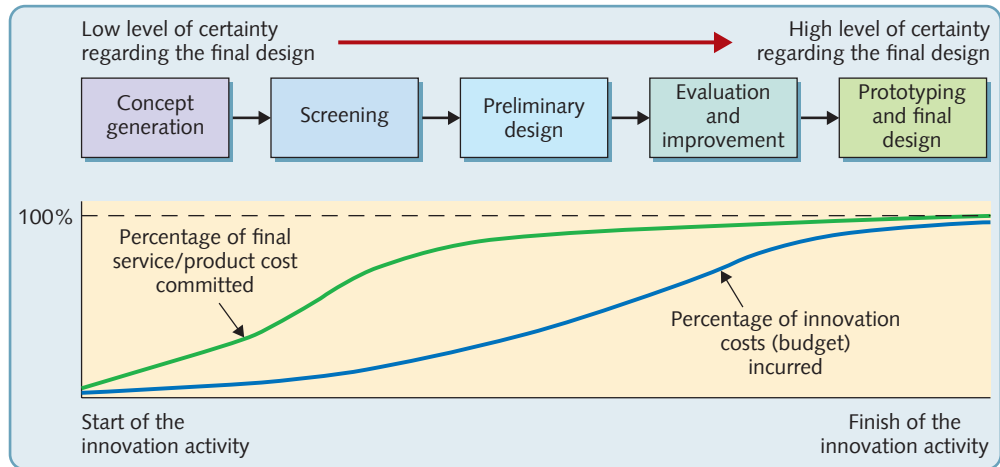 Low level of certainty
regarding the final design
High level of certainty
regarding the final design
Concept
generation
Screening
Preliminary
design
Evaluation
and
improvement
Prototyping
and final
design
100%
Percentage of final
service/product cost
committed
Percentage of innovation
costs (budget)
incurred
Start of the
innovation activity
Finish of the
innovation activity